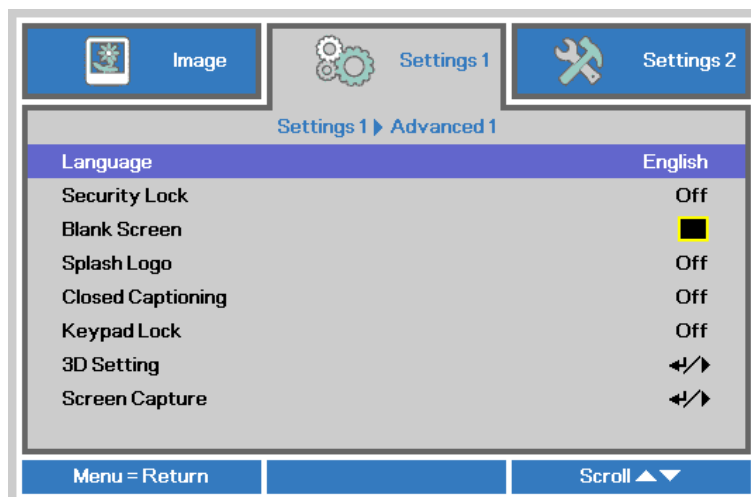 Image Settings 1 Settings 2
Settings 1 Advanced 1
Language English
Security Lock Off
Blank Screen
Splash Logo Off
Closed Captioning Off
Keypad Lock Off
3D Setting
Screen Capture
Menu = Return Scroll